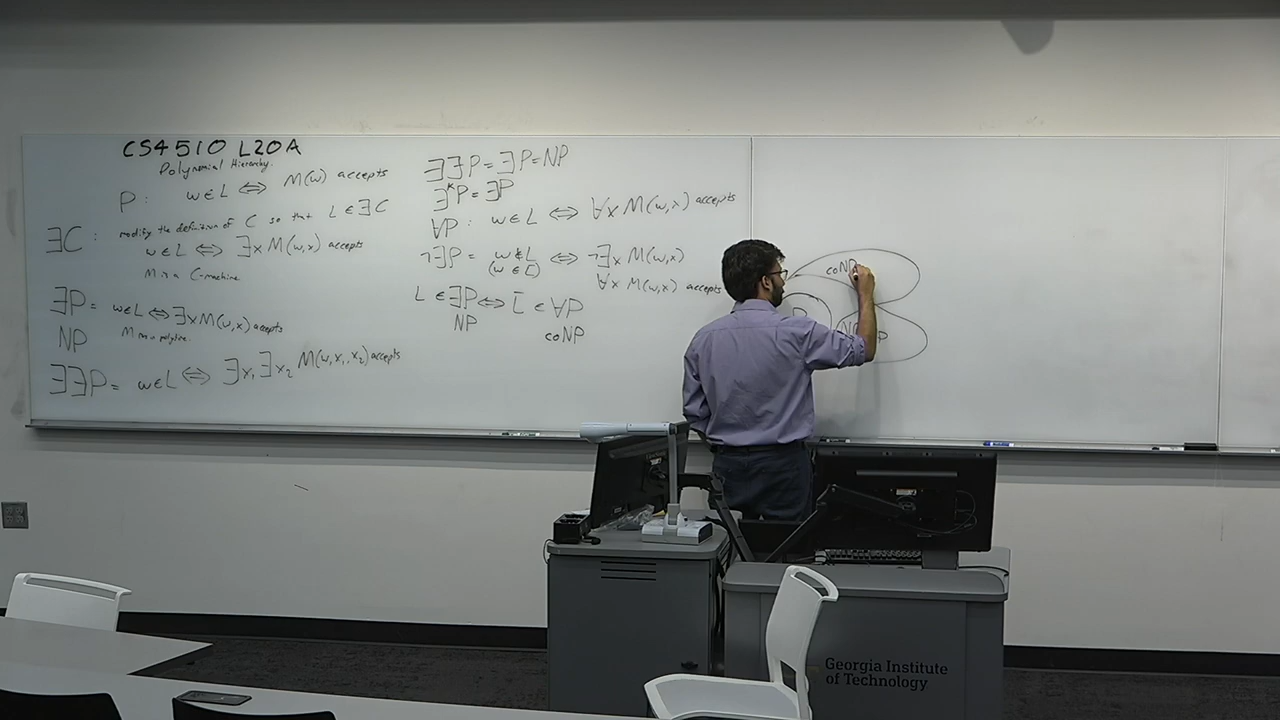 CS4510 L20A
Polynomial Hierarchy.
P: w∈L ⟺ M(w) accepts
∃C: modify the definition of C so that L∈∃C
w∈L ⟺ ∃x M(w,x) accepts
M is a C-machine
∃P = w∈L ⟺ ∃x M(w,x) accepts
NP M is a polytime
∃∃P = w∈L ⟺ ∃x₁ ∃x₂ M(w,x₁,x₂) accepts
∃∃P = ∃P = NP
∃*P = ∃P
∀P: w∈L ⟺ ∀x M(w,x) accepts
¬∃P = w∉L ⟺ ¬∃x M(w,x)
(w∈L̄) ∀x M(w,x) accepts
L ∈ ∃P ⟺ L̄ ∈ ∀P
NP coNP
coNP
P
Georgia Institute
of Technology